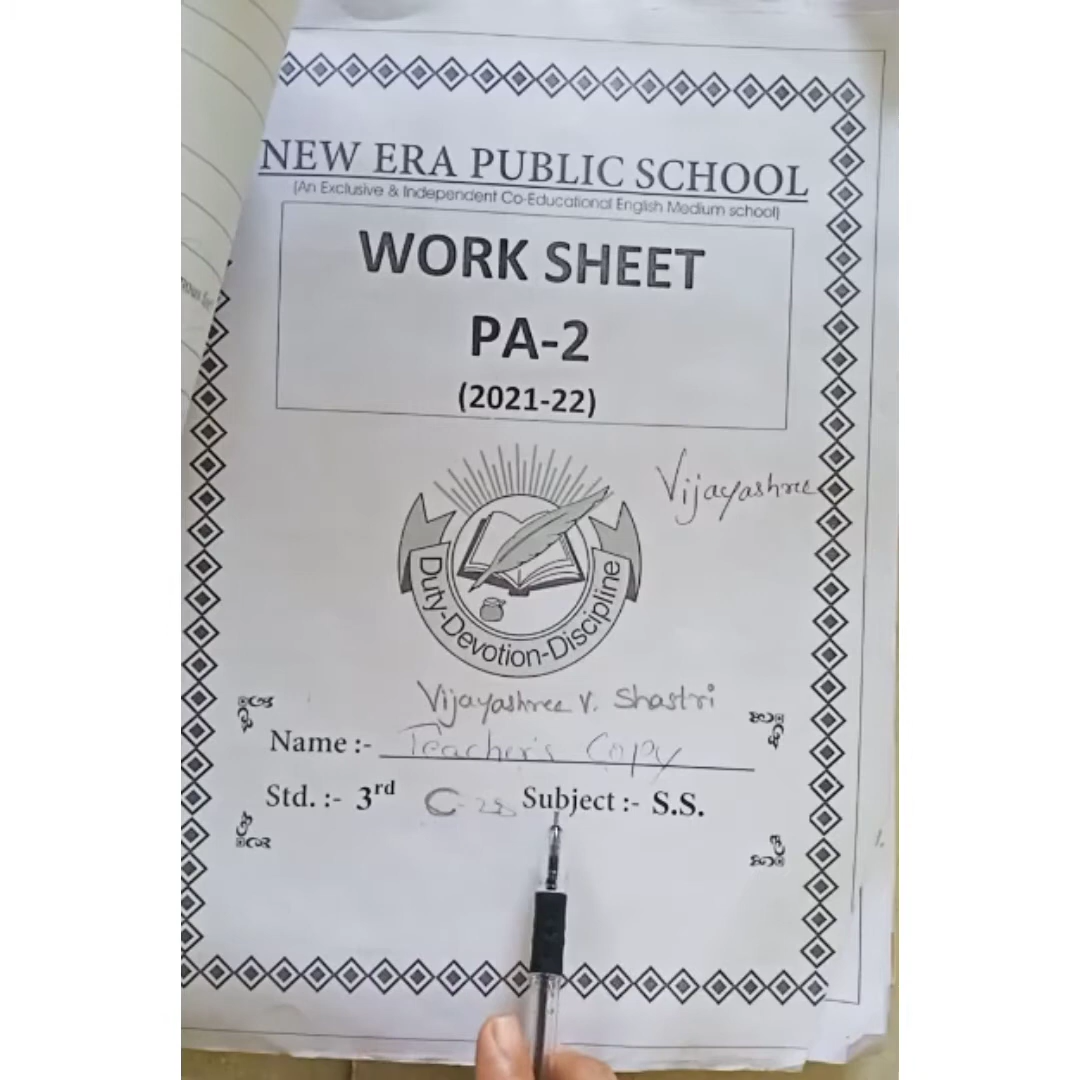 NEW ERA PUBLIC SCHOOL
(An Exclusive & Independent Co-Educational English Medium school)
WORK SHEET
PA-2
(2021-22)
Vijayashree
Duty-Devotion-Discipline
Vijayashree V. Shastri
Name :- Teacher's Copy
Std. :- 3rd C-28 Subject :- S.S.